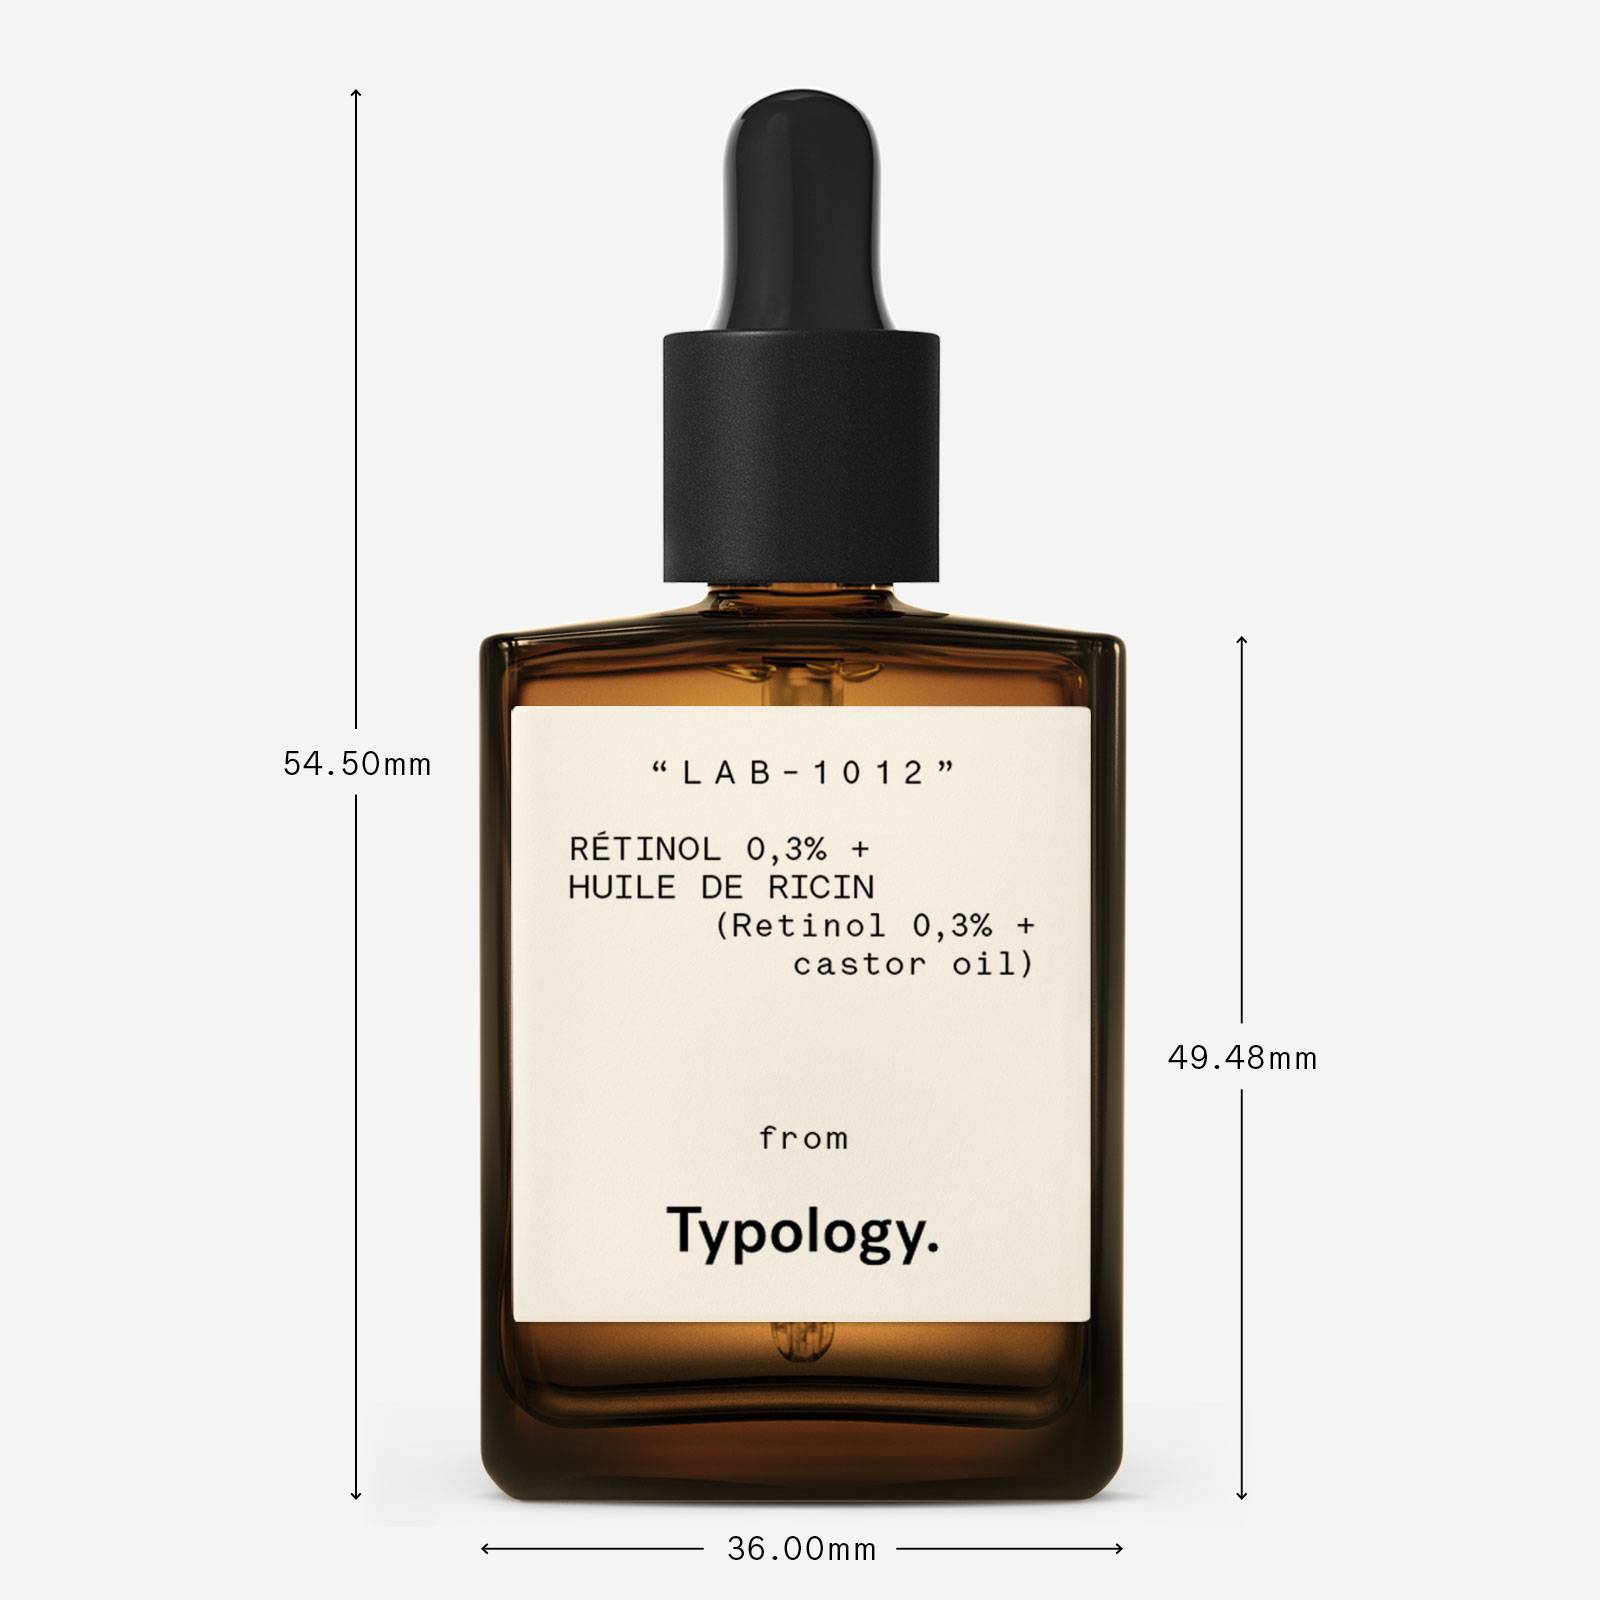 “LAB-1012”
RÉTINOL 0,3% +
HUILE DE RICIN
(Retinol 0,3% +
castor oil)
from
Typology.
54.50mm
49.48mm
36.00mm